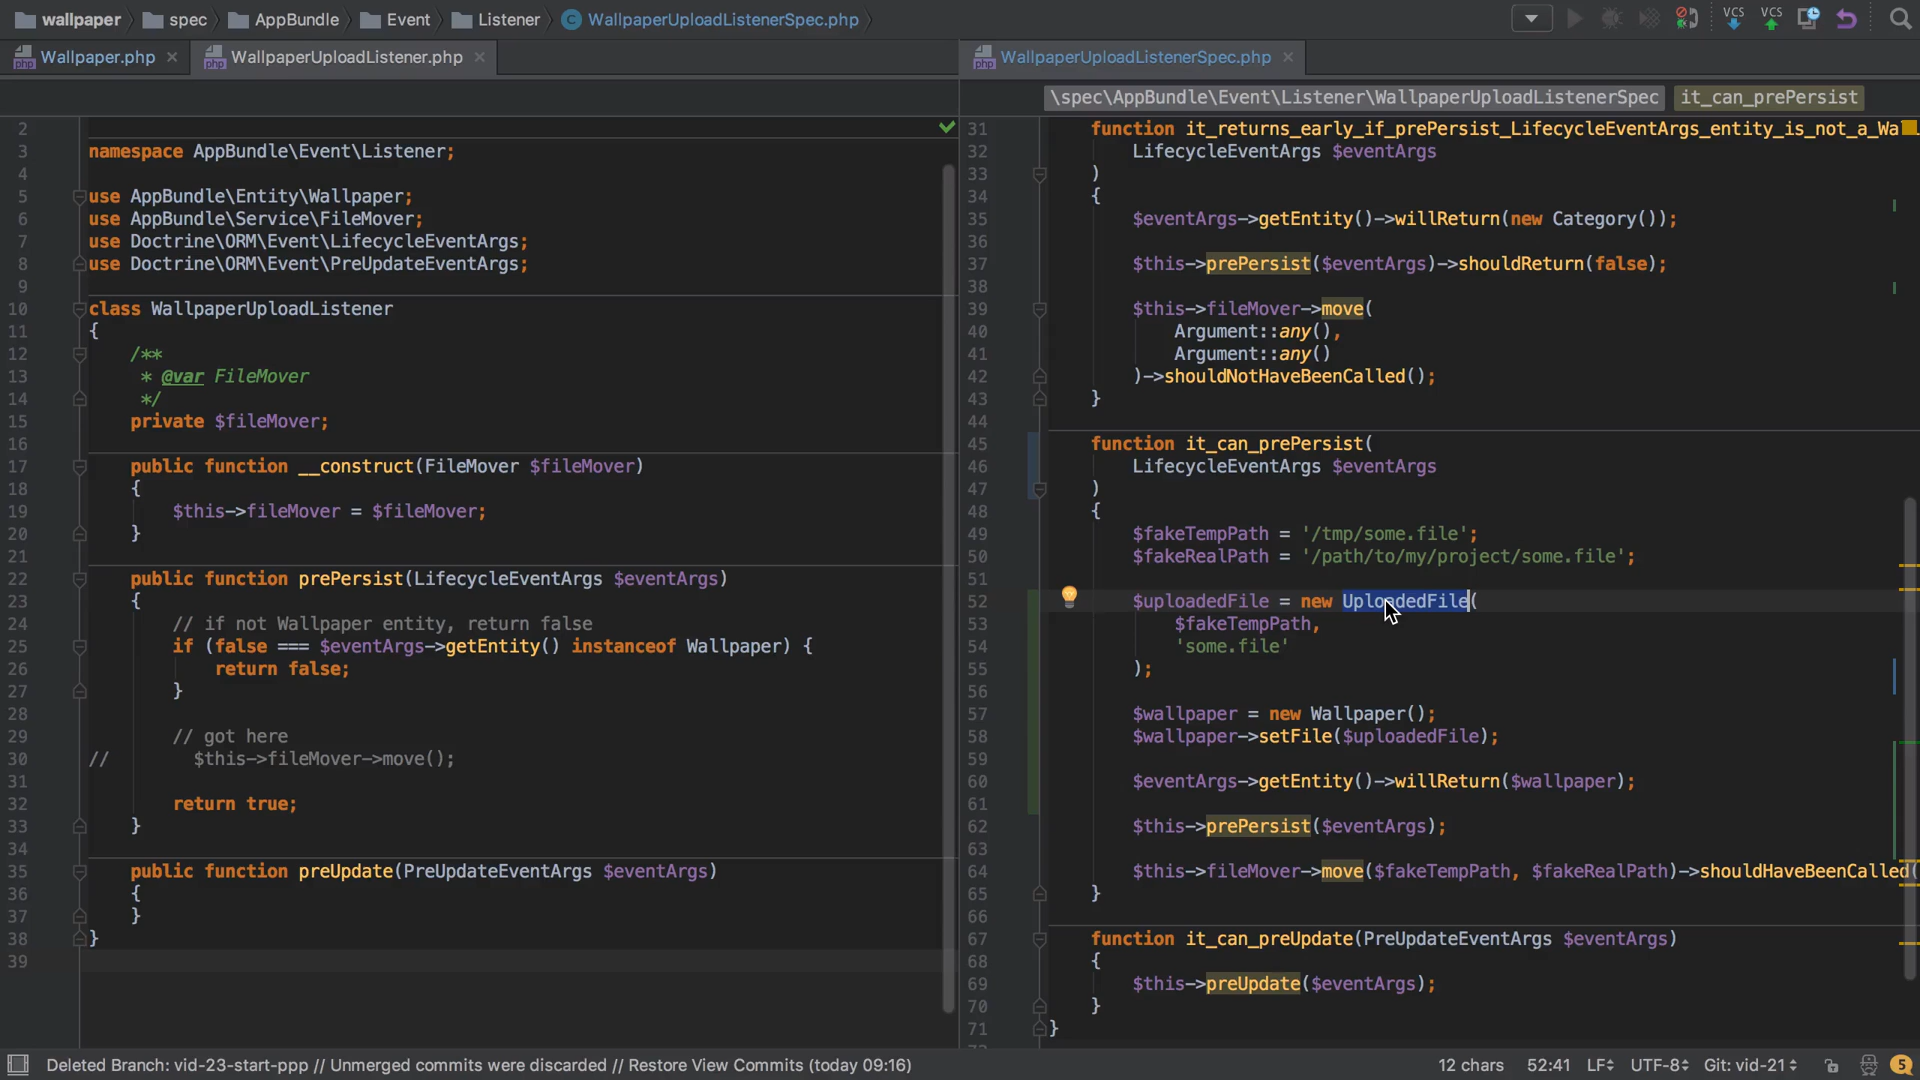 wallpaper spec AppBundle Event Listener WallpaperUploadListenerSpec.php
VCS VCS
php Wallpaper.php
php WallpaperUploadListener.php
2
3 namespace AppBundle\Event\Listener;
4
5 use AppBundle\Entity\Wallpaper;
6 use AppBundle\Service\FileMover;
7 use Doctrine\ORM\Event\LifecycleEventArgs;
8 use Doctrine\ORM\Event\PreUpdateEventArgs;
9
10 class WallpaperUploadListener
11 {
12 /**
13 * @var FileMover
14 */
15 private $fileMover;
16
17 public function __construct(FileMover $fileMover)
18 {
19 $this->fileMover = $fileMover;
20 }
21
22 public function prePersist(LifecycleEventArgs $eventArgs)
23 {
24 // if not Wallpaper entity, return false
25 if (false === $eventArgs->getEntity() instanceof Wallpaper) {
26 return false;
27 }
28
29 // got here
30 // $this->fileMover->move();
31
32 return true;
33 }
34
35 public function preUpdate(PreUpdateEventArgs $eventArgs)
36 {
37 }
38 }
39
php WallpaperUploadListenerSpec.php
\spec\AppBundle\Event\Listener\WallpaperUploadListenerSpec it_can_prePersist
31 function it_returns_early_if_prePersist_LifecycleEventArgs_entity_is_not_a_Wa
32 LifecycleEventArgs $eventArgs
33 )
34 {
35 $eventArgs->getEntity()->willReturn(new Category());
36
37 $this->prePersist($eventArgs)->shouldReturn(false);
38
39 $this->fileMover->move(
40 Argument::any(),
41 Argument::any()
42 )->shouldNotHaveBeenCalled();
43 }
44
45 function it_can_prePersist(
46 LifecycleEventArgs $eventArgs
47 )
48 {
49 $fakeTempPath = '/tmp/some.file';
50 $fakeRealPath = '/path/to/my/project/some.file';
51
52 $uploadedFile = new UploadedFile(
53 $fakeTempPath,
54 'some.file'
55 );
56
57 $wallpaper = new Wallpaper();
58 $wallpaper->setFile($uploadedFile);
59
60 $eventArgs->getEntity()->willReturn($wallpaper);
61
62 $this->prePersist($eventArgs);
63
64 $this->fileMover->move($fakeTempPath, $fakeRealPath)->shouldHaveBeenCalled(
65 }
66
67 function it_can_preUpdate(PreUpdateEventArgs $eventArgs)
68 {
69 $this->preUpdate($eventArgs);
70 }
71 }
Deleted Branch: vid-23-start-ppp // Unmerged commits were discarded // Restore View Commits (today 09:16) 12 chars 52:41 LF UTF-8 Git: vid-21 5